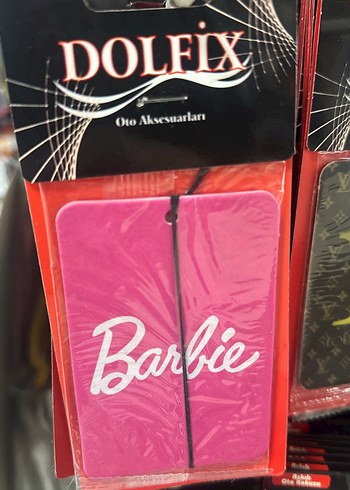 DOLFİX
Oto Aksesuarları
Barbie